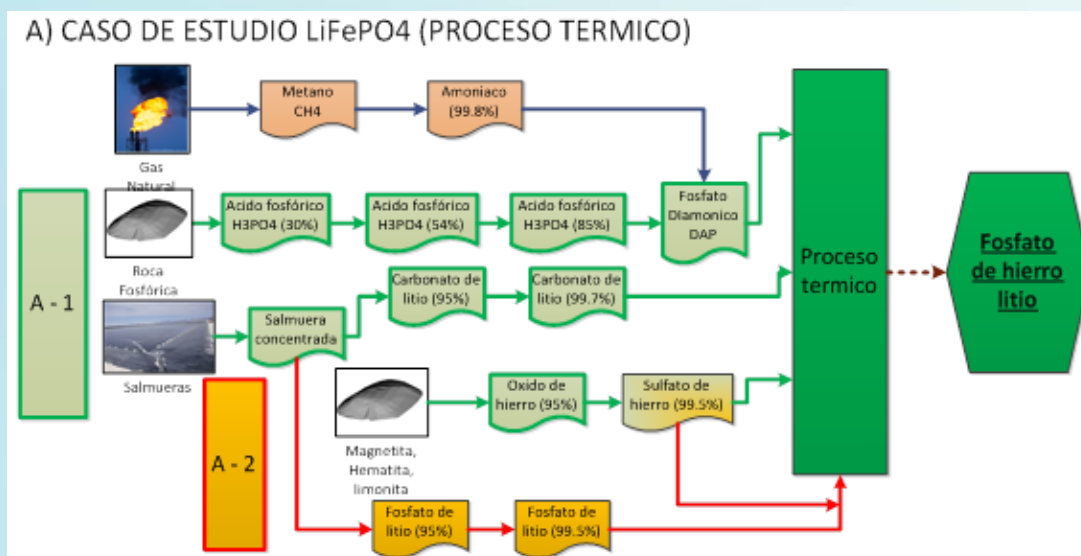 A) CASO DE ESTUDIO LiFePO4 (PROCESO TERMICO)
Metano
CH4
Amoniaco
(99.8%)
Gas
Natural
A - 1
Acido fosfórico
H3PO4 (30%)
Acido fosfórico
H3PO4 (54%)
Acido fosfórico
H3PO4 (85%)
Fosfato
DIamonico
DAP
Roca
Fosfórica
Carbonato de
litio (95%)
Carbonato de
litio (99.7%)
Salmuera
concentrada
Salmueras
Proceso
termico
Fosfato
de hierro
litio
A - 2
Oxido de
hierro (95%)
Sulfato de
hierro (99.5%)
Magnetita,
Hematita,
limonita
Fosfato de
litio (95%)
Fosfato de
litio (99.5%)